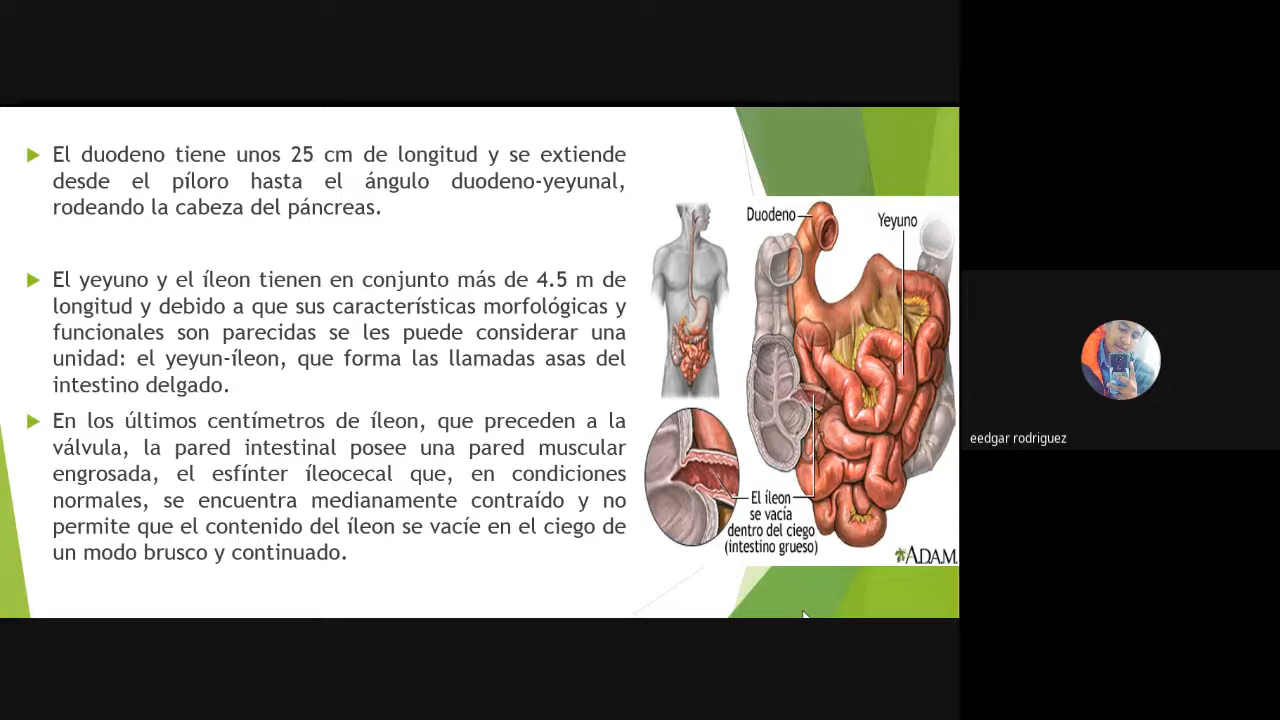 El duodeno tiene unos 25 cm de longitud y se extiende
desde el píloro hasta el ángulo duodeno-yeyunal,
rodeando la cabeza del páncreas.
El yeyuno y el íleon tienen en conjunto más de 4.5 m de
longitud y debido a que sus características morfológicas y
funcionales son parecidas se les puede considerar una
unidad: el yeyun-íleon, que forma las llamadas asas del
intestino delgado.
En los últimos centímetros de íleon, que preceden a la
válvula, la pared intestinal posee una pared muscular
engrosada, el esfínter íleocecal que, en condiciones
normales, se encuentra medianamente contraído y no
permite que el contenido del íleon se vacíe en el ciego de
un modo brusco y continuado.
Duodeno
Yeyuno
El íleon
se vacía
dentro del ciego
(intestino grueso)
A.D.A.M.
eedgar rodriguez